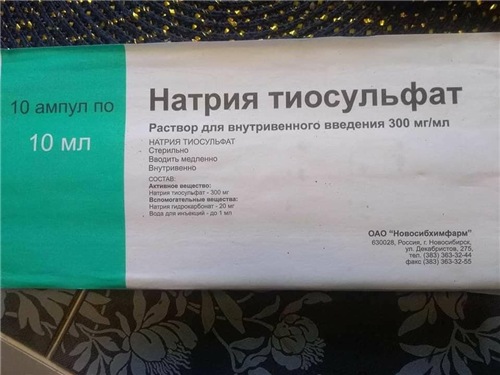 10 ампул по
10 мл
Натрия тиосульфат
Раствор для внутривенного введения 300 мг/мл
НАТРИЯ ТИОСУЛЬФАТ
Стерильно
Вводить медленно
Внутривенно
СОСТАВ:
Активное вещество:
Натрия тиосульфат - 300 мг
Вспомогательные вещества:
Натрия гидрокарбонат - 20 мг
Вода для инъекций - до 1 мл
ОАО "Новосибхимфарм"
630028, Россия, г. Новосибирск,
ул. Декабристов, 275,
тел. (383) 363-32-44
факс (383) 363-32-55